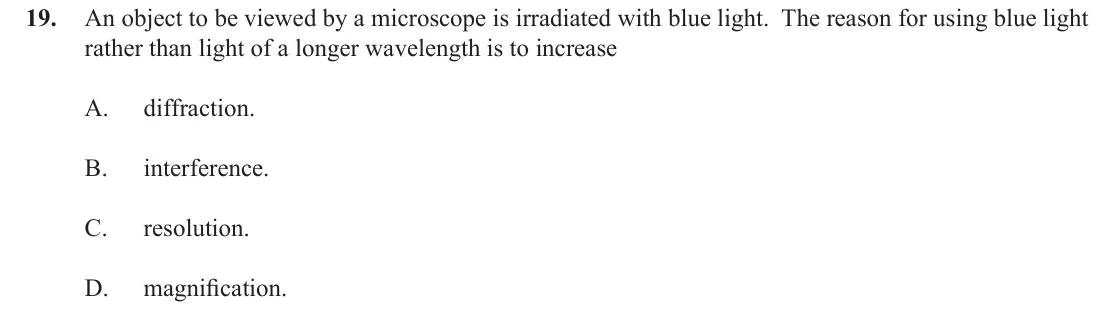 19. An object to be viewed by a microscope is irradiated with blue light. The reason for using blue light
rather than light of a longer wavelength is to increase
A. diffraction.
B. interference.
C. resolution.
D. magnification.